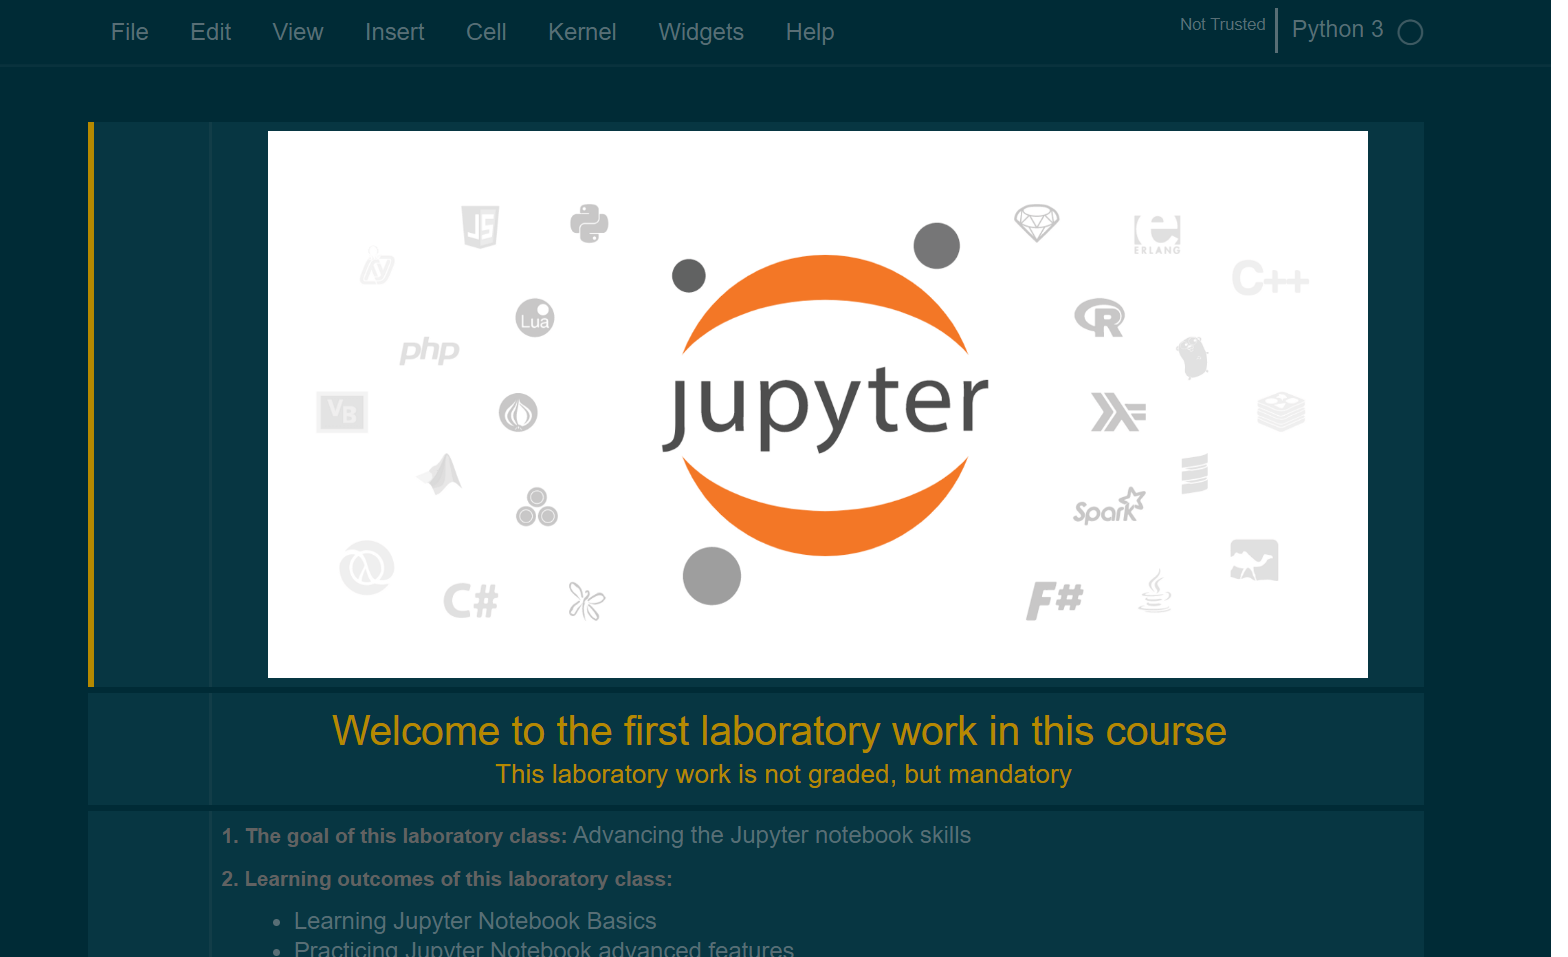 File Edit View Insert Cell Kernel Widgets Help Not Trusted Python 3
JS
ERLANG
C++
Lua
R
php
VB
jupyter
Spark
C# F#
Welcome to the first laboratory work in this course
This laboratory work is not graded, but mandatory
1. The goal of this laboratory class: Advancing the Jupyter notebook skills
2. Learning outcomes of this laboratory class:
• Learning Jupyter Notebook Basics
• Practicing Jupyter Notebook advanced features